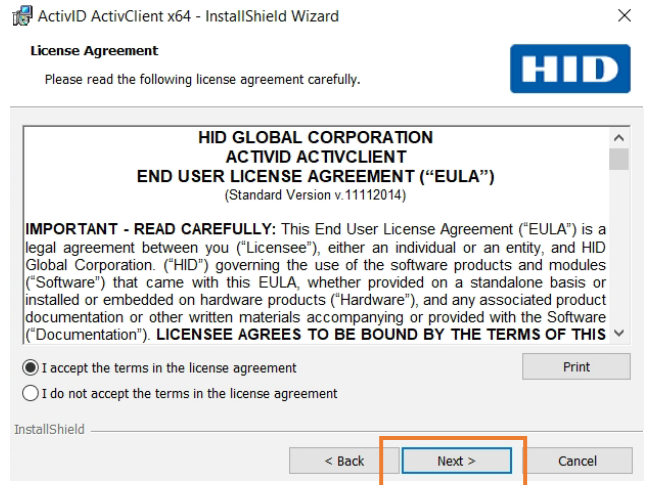 ActivID ActivClient x64 - InstallShield Wizard
License Agreement
Please read the following license agreement carefully.
HID
HID GLOBAL CORPORATION
ACTIVID ACTIVCLIENT
END USER LICENSE AGREEMENT (“EULA”)
(Standard Version v.11112014)
IMPORTANT - READ CAREFULLY: This End User License Agreement (“EULA”) is a
legal agreement between you (“Licensee”), either an individual or an entity, and HID
Global Corporation. (“HID”) governing the use of the software products and modules
(“Software”) that came with this EULA, whether provided on a standalone basis or
installed or embedded on hardware products (“Hardware”), and any associated product
documentation or other written materials accompanying or provided with the Software
(“Documentation”). LICENSEE AGREES TO BE BOUND BY THE TERMS OF THIS
I accept the terms in the license agreement
Print
I do not accept the terms in the license agreement
InstallShield
< Back
Next >
Cancel